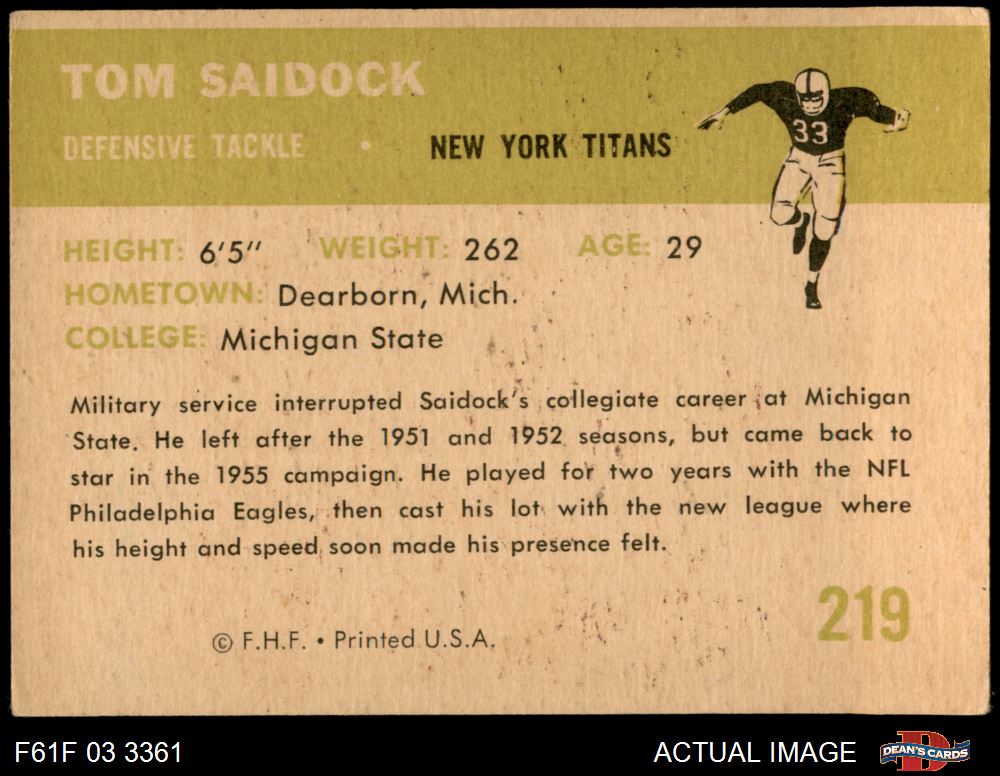 TOM SAIDOCK
DEFENSIVE TACKLE • NEW YORK TITANS
33
HEIGHT: 6'5" WEIGHT: 262 AGE: 29
HOMETOWN: Dearborn, Mich.
COLLEGE: Michigan State
Military service interrupted Saidock's collegiate career at Michigan
State. He left after the 1951 and 1952 seasons, but came back to
star in the 1955 campaign. He played for two years with the NFL
Philadelphia Eagles, then cast his lot with the new league where
his height and speed soon made his presence felt.
219
© F.H.F. • Printed U.S.A.
F61F 03 3361 ACTUAL IMAGE D DEAN'S CARDS